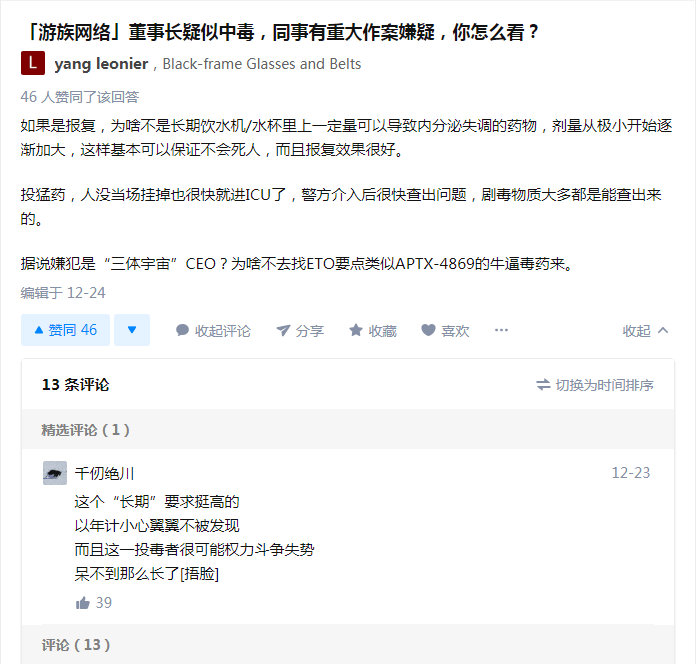 「游族网络」董事长疑似中毒，同事有重大作案嫌疑，你怎么看？
L yang leonier , Black-frame Glasses and Belts
46 人赞同了该回答
如果是报复，为啥不是长期饮水机/水杯里上一定量可以导致内分泌失调的药物，剂量从极小开始逐
渐加大，这样基本可以保证不会死人，而且报复效果很好。
投猛药，人没当场挂掉也很快就进ICU了，警方介入后很快查出问题，剧毒物质大多都是能查出来
的。
据说嫌犯是“三体宇宙”CEO？为啥不去找ETO要点类似APTX-4869的牛逼毒药来。
编辑于 12-24
赞同 46 收起评论 分享 收藏 喜欢 收起
13 条评论 切换为时间排序
精选评论（1）
千仞绝川 12-23
这个“长期”要求挺高的
以年计小心翼翼不被发现
而且这一投毒者很可能权力斗争失势
呆不到那么长了[捂脸]
39
评论（13）